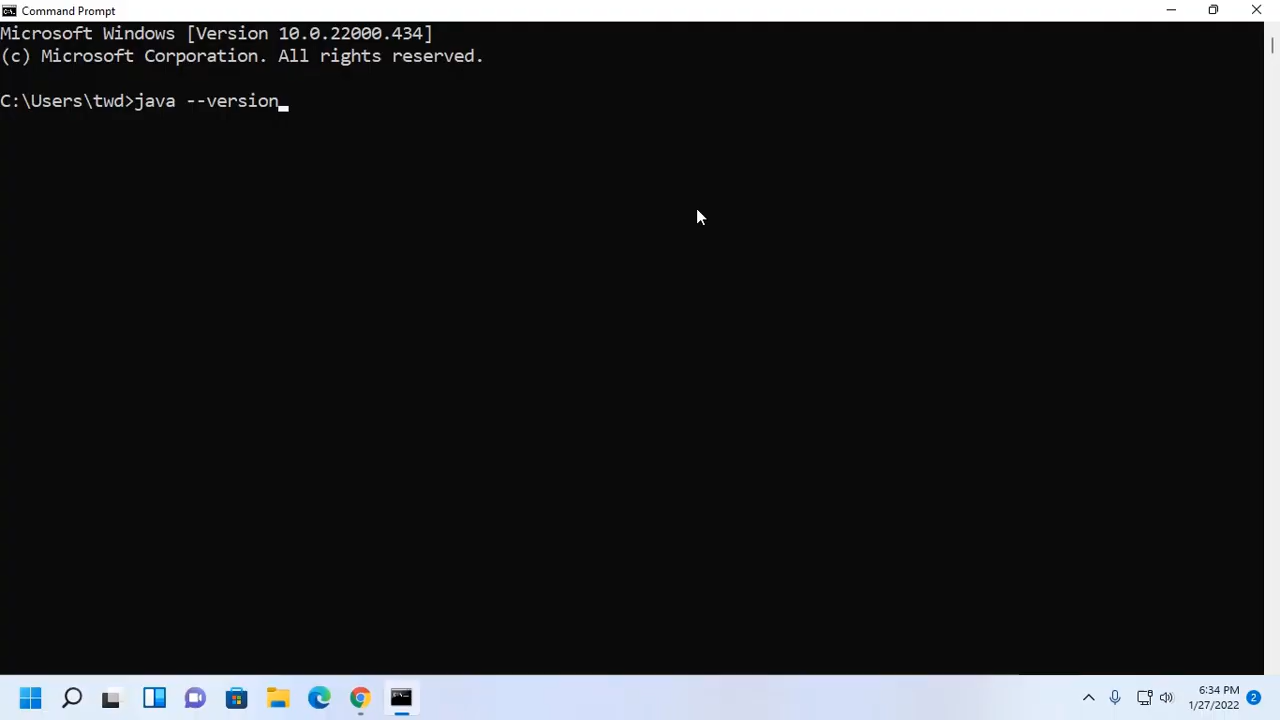 Command Prompt
Microsoft Windows [Version 10.0.22000.434]
(c) Microsoft Corporation. All rights reserved.
C:\Users\twd>java --version
6:34 PM
1/27/2022
2